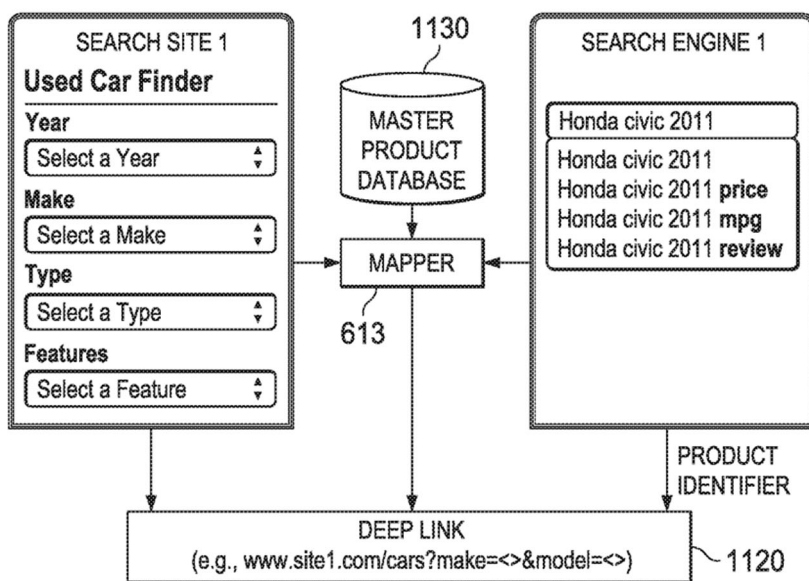 SEARCH SITE 1
Used Car Finder
Year
Select a Year
Make
Select a Make
Type
Select a Type
Features
Select a Feature
1130
MASTER
PRODUCT
DATABASE
MAPPER
613
SEARCH ENGINE 1
Honda civic 2011
Honda civic 2011
Honda civic 2011 price
Honda civic 2011 mpg
Honda civic 2011 review
PRODUCT
IDENTIFIER
DEEP LINK
(e.g., www.site1.com/cars?make=<>&model=<>)
1120